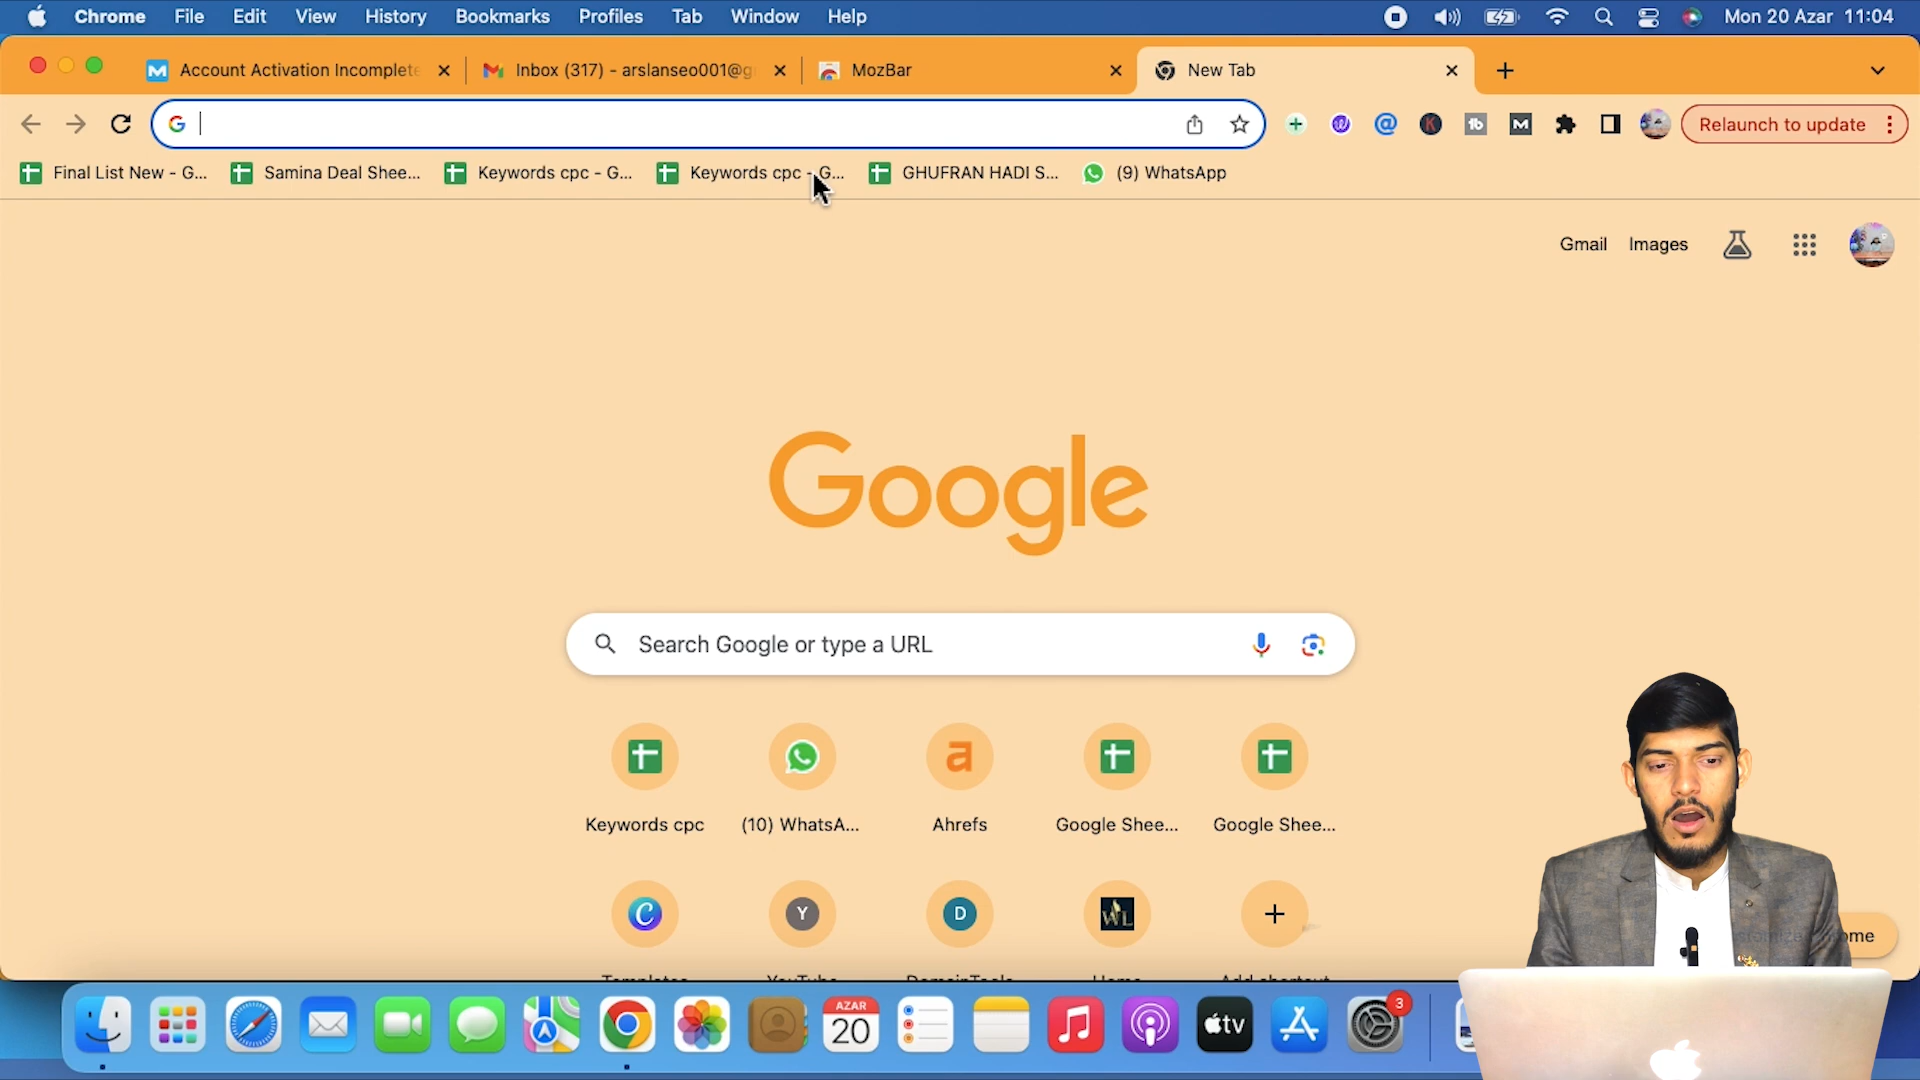 Chrome File Edit View History Bookmarks Profiles Tab Window Help Mon 20 Azar 11:04
Account Activation Incomplete Inbox (317) - arslanseo001@g MozBar New Tab
Relaunch to update
Final List New - G... Samina Deal Shee... Keywords cpc - G... Keywords cpc - G... GHUFRAN HADI S... (9) WhatsApp
Gmail Images
Google
Search Google or type a URL
Keywords cpc (10) WhatsA... Ahrefs Google Shee... Google Shee...
Y D WL
Templates YouTube DomainTools Home Add shortcut
AZAR
20
tv
3